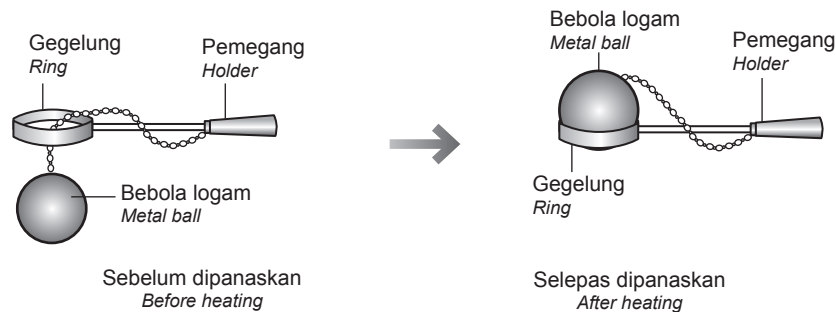 Gegelung
Ring
Pemegang
Holder
Bebola logam
Metal ball
Sebelum dipanaskan
Before heating
Bebola logam
Metal ball
Pemegang
Holder
Gegelung
Ring
Selepas dipanaskan
After heating